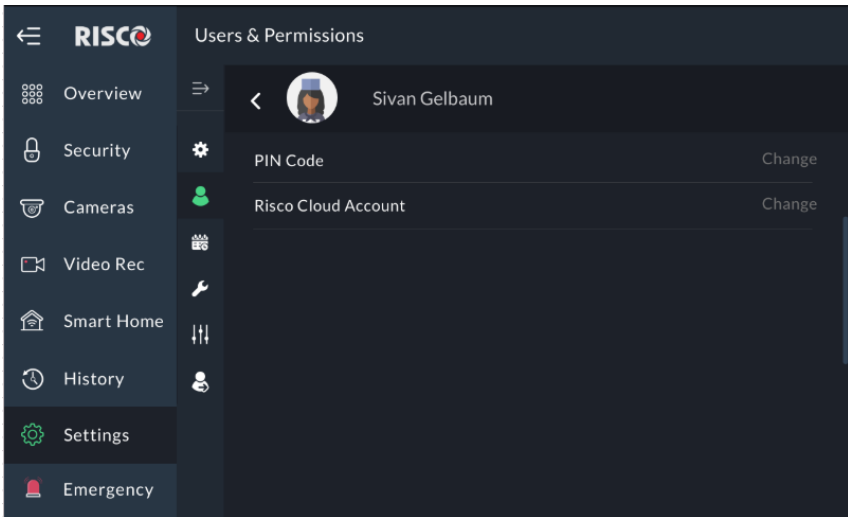 RISCO
Users & Permissions
Overview
Sivan Gelbaum
Security
PIN Code
Change
Cameras
Risco Cloud Account
Change
Video Rec
Smart Home
History
Settings
Emergency